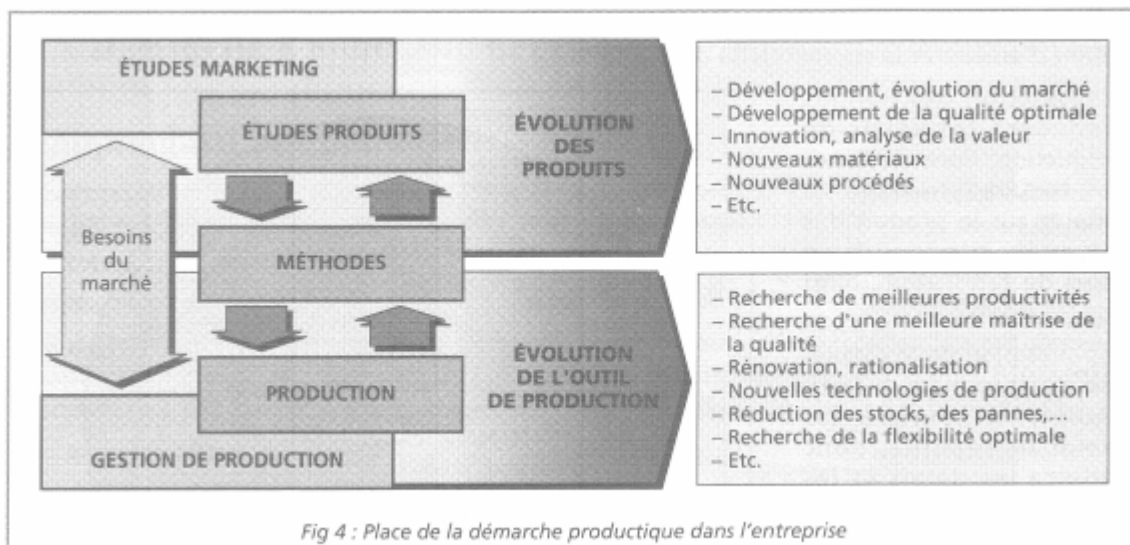 ÉTUDES MARKETING
ÉTUDES PRODUITS
ÉVOLUTION
DES
PRODUITS
– Développement, évolution du marché
– Développement de la qualité optimale
– Innovation, analyse de la valeur
– Nouveaux matériaux
– Nouveaux procédés
– Etc.
Besoins
du
marché
MÉTHODES
PRODUCTION
GESTION DE PRODUCTION
ÉVOLUTION
DE L'OUTIL
DE PRODUCTION
– Recherche de meilleures productivités
– Recherche d'une meilleure maîtrise de
la qualité
– Rénovation, rationalisation
– Nouvelles technologies de production
– Réduction des stocks, des pannes,...
– Recherche de la flexibilité optimale
– Etc.
Fig 4 : Place de la démarche productique dans l'entreprise